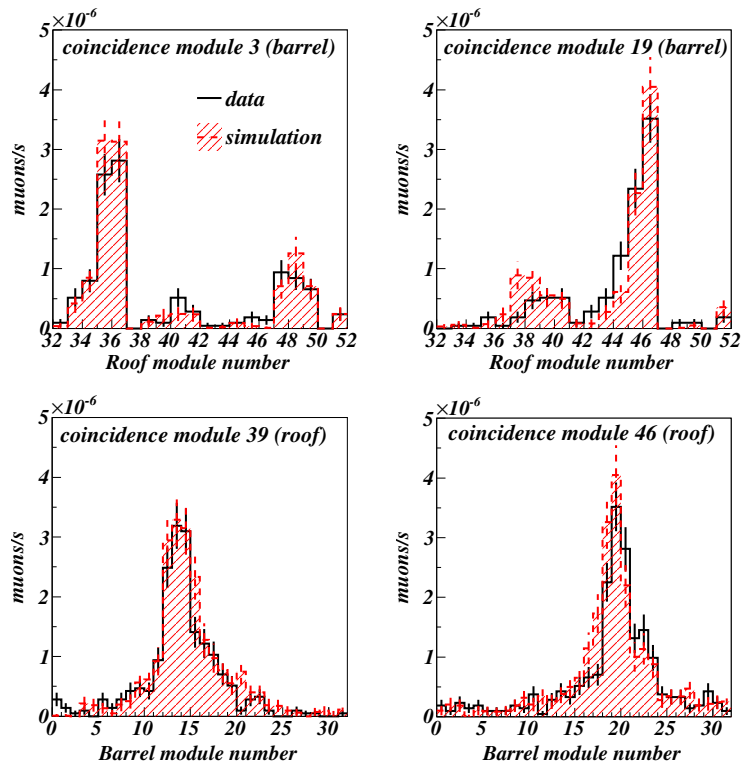 ×10⁻⁶ ×10⁻⁶
coincidence module 3 (barrel) coincidence module 19 (barrel)
data
simulation
muons/s muons/s
5 4 3 2 1 0 5 4 3 2 1 0
32 34 36 38 40 42 44 46 48 50 52 32 34 36 38 40 42 44 46 48 50 52
Roof module number Roof module number
×10⁻⁶ ×10⁻⁶
coincidence module 39 (roof) coincidence module 46 (roof)
muons/s muons/s
5 4 3 2 1 0 5 4 3 2 1 0
0 5 10 15 20 25 30 0 5 10 15 20 25 30
Barrel module number Barrel module number